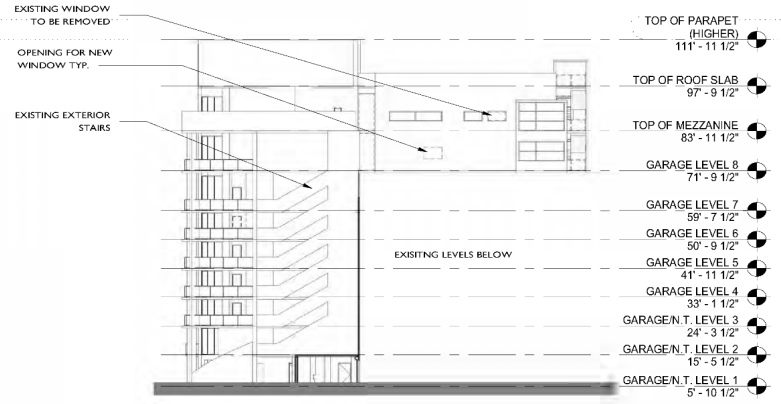 EXISTING WINDOW
TO BE REMOVED
OPENING FOR NEW
WINDOW TYP.
EXISTING EXTERIOR
STAIRS
EXISITNG LEVELS BELOW
TOP OF PARAPET
(HIGHER)
111' - 11 1/2"
TOP OF ROOF SLAB
97' - 9 1/2"
TOP OF MEZZANINE
83' - 11 1/2"
GARAGE LEVEL 8
71' - 9 1/2"
GARAGE LEVEL 7
59' - 7 1/2"
GARAGE LEVEL 6
50' - 9 1/2"
GARAGE LEVEL 5
41' - 11 1/2"
GARAGE LEVEL 4
33' - 1 1/2"
GARAGE/N.T. LEVEL 3
24' - 3 1/2"
GARAGE/N.T. LEVEL 2
15' - 5 1/2"
GARAGE/N.T. LEVEL 1
5' - 10 1/2"